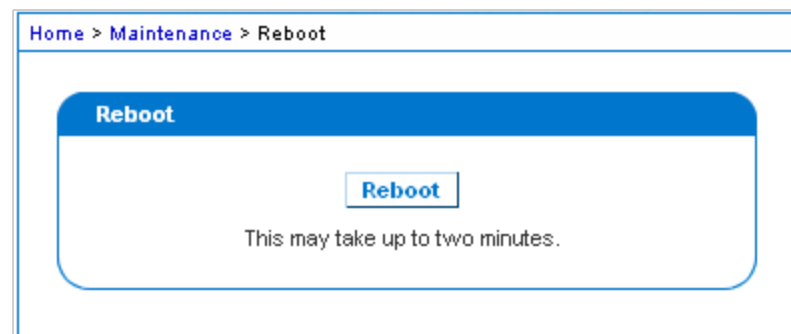 Home > Maintenance > Reboot
Reboot
Reboot
This may take up to two minutes.